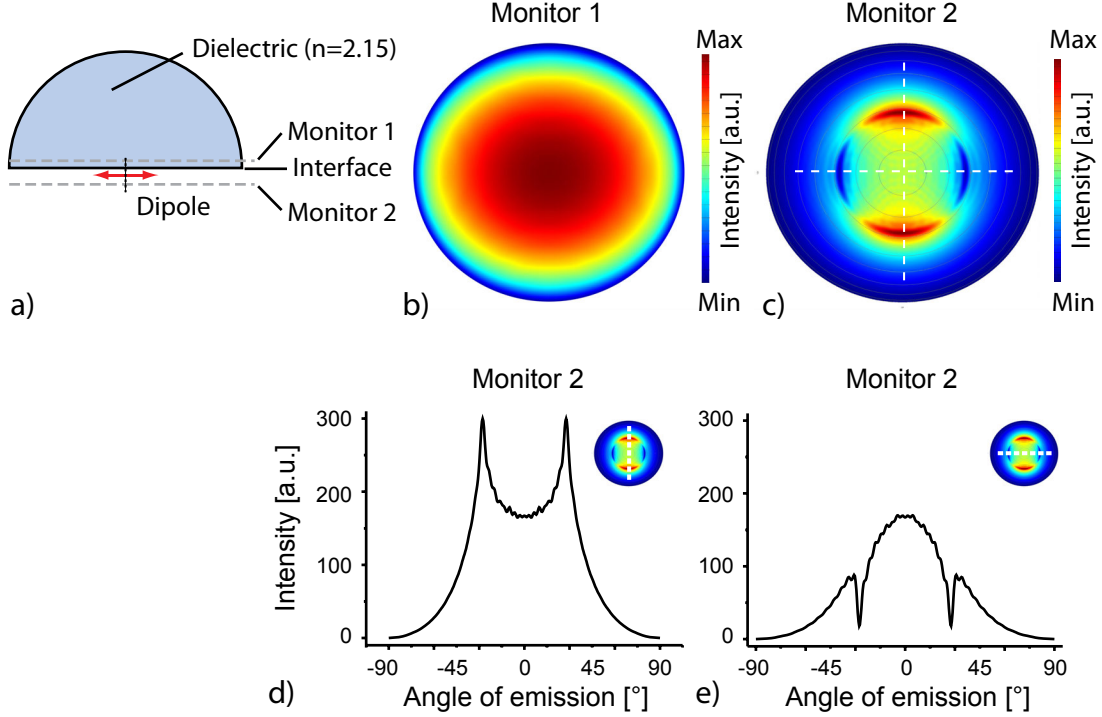 Dielectric (n=2.15)
Monitor 1
Interface
Monitor 2
Dipole
a)
Monitor 1
Max
Intensity [a.u.]
Min
b)
Monitor 2
Max
Intensity [a.u.]
Min
c)
Monitor 2
300
200
100
0
Intensity [a.u.]
-90 -45 0 45 90
Angle of emission [°]
d)
Monitor 2
300
200
100
0
-90 -45 0 45 90
Angle of emission [°]
e)